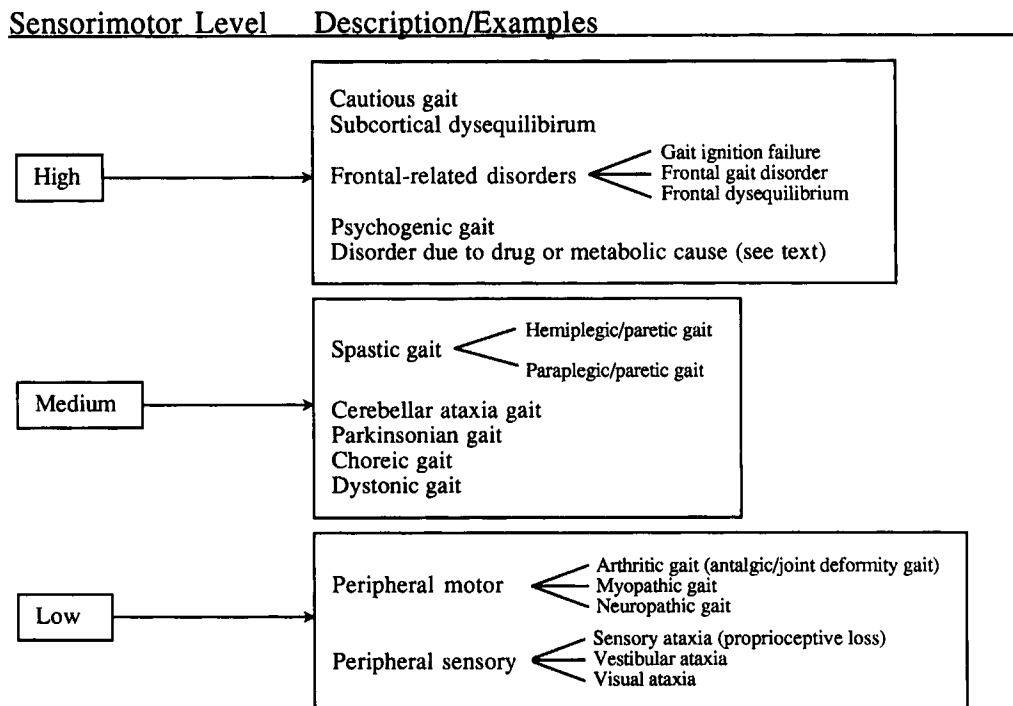 Sensorimotor Level Description/Examples
High
Cautious gait
Subcortical dysequilibirum
Frontal-related disorders
Gait ignition failure
Frontal gait disorder
Frontal dysequilibrium
Psychogenic gait
Disorder due to drug or metabolic cause (see text)
Medium
Spastic gait
Hemiplegic/paretic gait
Paraplegic/paretic gait
Cerebellar ataxia gait
Parkinsonian gait
Choreic gait
Dystonic gait
Low
Peripheral motor
Arthritic gait (antalgic/joint deformity gait)
Myopathic gait
Neuropathic gait
Peripheral sensory
Sensory ataxia (proprioceptive loss)
Vestibular ataxia
Visual ataxia